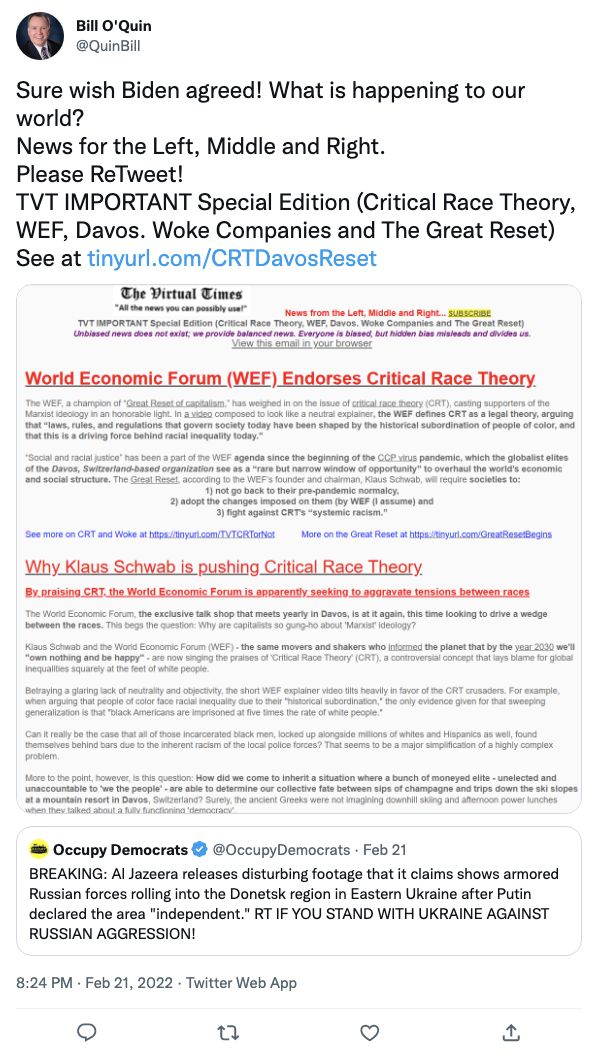 Bill O'Quin
@QuinBill
Sure wish Biden agreed! What is happening to our
world?
News for the Left, Middle and Right.
Please ReTweet!
TVT IMPORTANT Special Edition (Critical Race Theory,
WEF, Davos. Woke Companies and The Great Reset)
See at tinyurl.com/CRTDavosReset
The Virtual Times
"All the news you can possibly use!"
News from the Left, Middle and Right... SUBSCRIBE
TVT IMPORTANT Special Edition (Critical Race Theory, WEF, Davos. Woke Companies and The Great Reset)
Unbiased news does not exist; we provide balanced news. Everyone is biased, but hidden bias misleads and divides us.
View this email in your browser
World Economic Forum (WEF) Endorses Critical Race Theory
The WEF, a champion of "Great Reset of capitalism," has weighed in on the issue of critical race theory (CRT), casting supporters of the
Marxist ideology in an honorable light. In a video composed to look like a neutral explainer, the WEF defines CRT as a legal theory, arguing
that "laws, rules, and regulations that govern society today have been shaped by the historical subordination of people of color, and
that this is a driving force behind racial inequality today."
"Social and racial justice" has been a part of the WEF agenda since the beginning of the CCP virus pandemic, which the globalist elites
of the Davos, Switzerland-based organization see as a "rare but narrow window of opportunity" to overhaul the world's economic
and social structure. The Great Reset, according to the WEF's founder and chairman, Klaus Schwab, will require societies to:
1) not go back to their pre-pandemic normalcy,
2) adopt the changes imposed on them (by WEF (I assume) and
3) fight against CRT's "systemic racism."
See more on CRT and Woke at https://tinyurl.com/TVTCRTorNot More on the Great Reset at https://tinyurl.com/GreatResetBegins
Why Klaus Schwab is pushing Critical Race Theory
By praising CRT, the World Economic Forum is apparently seeking to aggravate tensions between races
The World Economic Forum, the exclusive talk shop that meets yearly in Davos, is at it again, this time looking to drive a wedge
between the races. This begs the question: Why are capitalists so gung-ho about 'Marxist' ideology?
Klaus Schwab and the World Economic Forum (WEF) - the same movers and shakers who informed the planet that by the year 2030 we'll
"own nothing and be happy" - are now singing the praises of 'Critical Race Theory' (CRT), a controversial concept that lays blame for global
inequalities squarely at the feet of white people.
Betraying a glaring lack of neutrality and objectivity, the short WEF explainer video tilts heavily in favor of the CRT crusaders. For example,
when arguing that people of color face racial inequality due to their "historical subordination," the only evidence given for that sweeping
generalization is that "black Americans are imprisoned at five times the rate of white people."
Can it really be the case that all of those incarcerated black men, locked up alongside millions of whites and Hispanics as well, found
themselves behind bars due to the inherent racism of the local police forces? That seems to be a major simplification of a highly complex
problem.
More to the point, however, is this question: How did we come to inherit a situation where a bunch of moneyed elite - unelected and
unaccountable to 'we the people' - are able to determine our collective fate between sips of champagne and trips down the ski slopes
at a mountain resort in Davos, Switzerland? Surely, the ancient Greeks were not imagining downhill skiing and afternoon power lunches
when they talked about a fully functioning 'democracy'.
Occupy Democrats @OccupyDemocrats · Feb 21
BREAKING: Al Jazeera releases disturbing footage that it claims shows armored
Russian forces rolling into the Donetsk region in Eastern Ukraine after Putin
declared the area "independent." RT IF YOU STAND WITH UKRAINE AGAINST
RUSSIAN AGGRESSION!
8:24 PM · Feb 21, 2022 · Twitter Web App